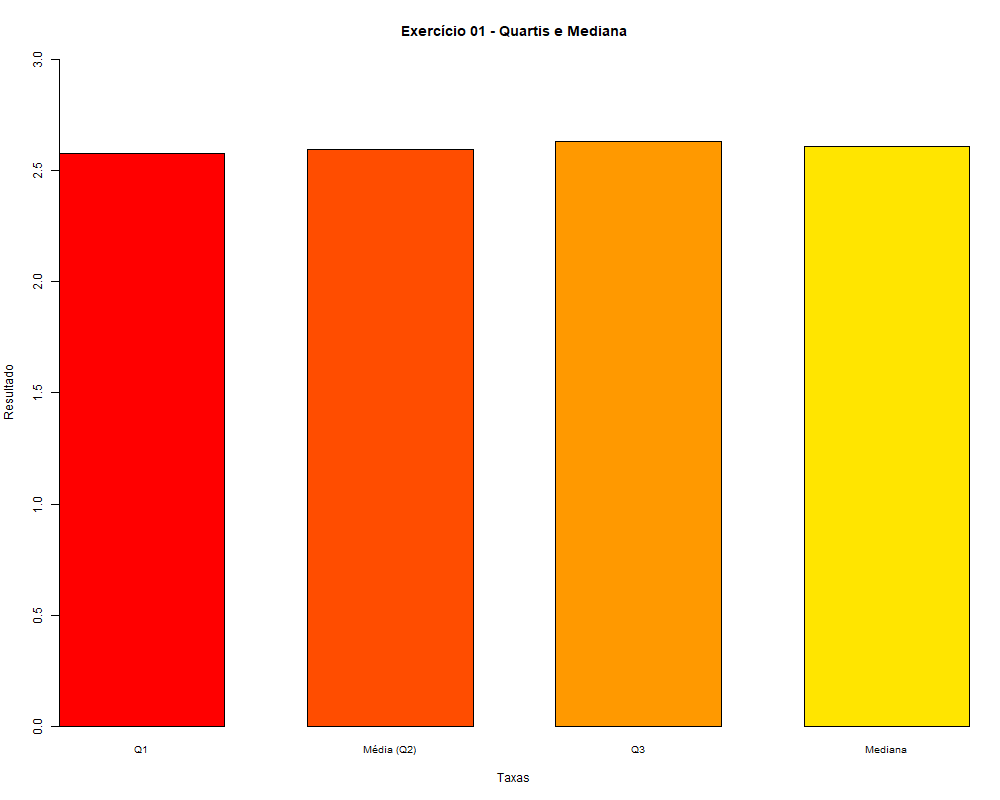 Exercício 01 - Quartis e Mediana
3.0
2.5
2.0
1.5
1.0
0.5
0.0
Resultado
Q1
Média (Q2)
Q3
Mediana
Taxas